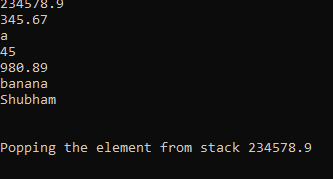 234578.9
345.67
a
45
980.89
banana
Shubham
Popping the element from stack 234578.9